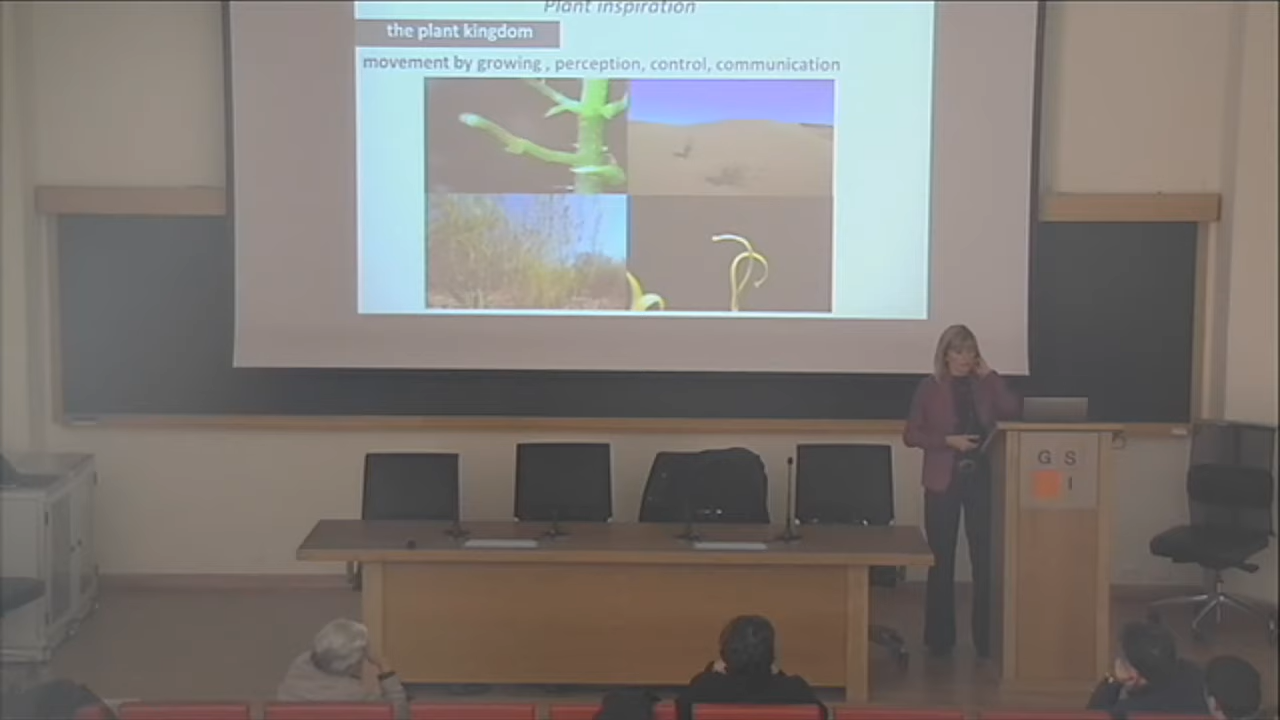 Plant inspiration
the plant kingdom
movement by growing , perception, control, communication
G S
I